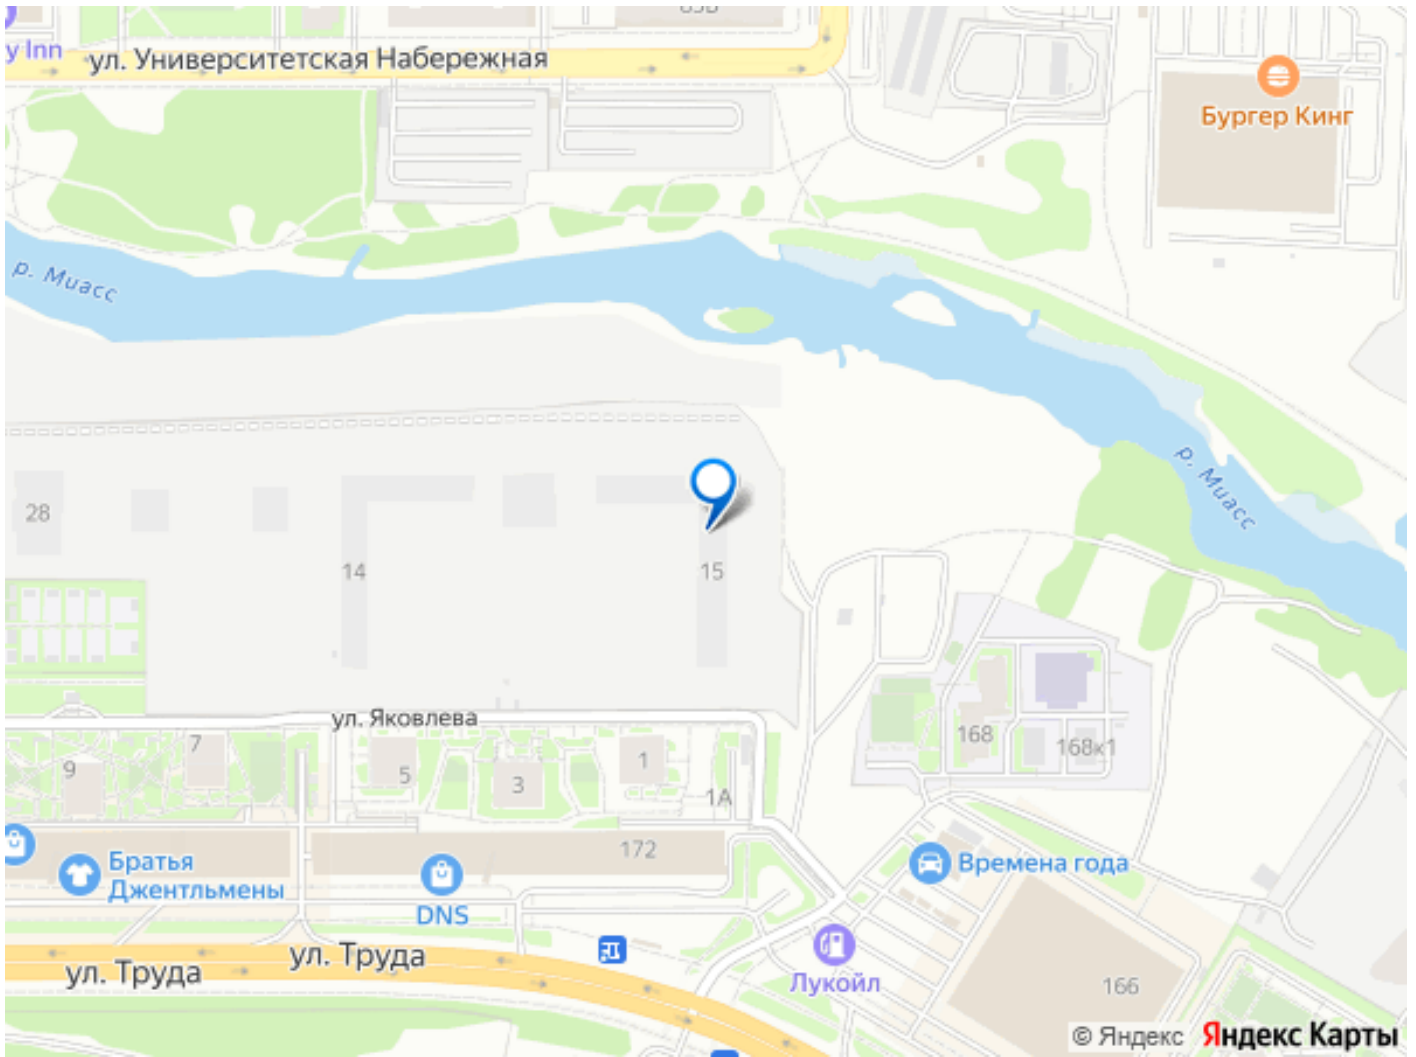 y Inn
ул. Университетская Набережная
Бургер Кинг
р. Миасс
р. Миасс
28
14
15
ул. Яковлева
7
9
5
3
1
1А
168
168к1
172
Братья
Джентльмены
DNS
Времена года
ул. Труда
ул. Труда
Лукойл
166
© Яндекс Яндекс Карты